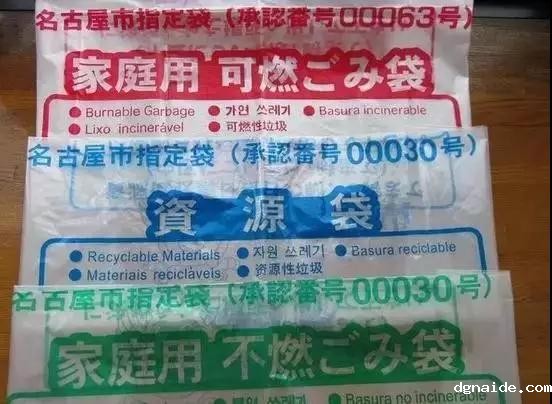 名古屋市指定袋（承認番号00063号）
家庭用 可燃ごみ袋
● Burnable Garbage ● 가연 쓰레기 ● Basura incinerable
● Lixo incinerável ● 可燃性垃圾
名古屋市指定袋（承認番号00030号）
資源袋
● Recyclable Materials ● 자원 쓰레기 ● Basura reciclable
● Materiais reciclàveis ● 资源性垃圾
名古屋市指定袋（承認番号00030号）
家庭用 不燃ごみ袋
쓰레기 ● Basura no incinerable
dgnaide.com